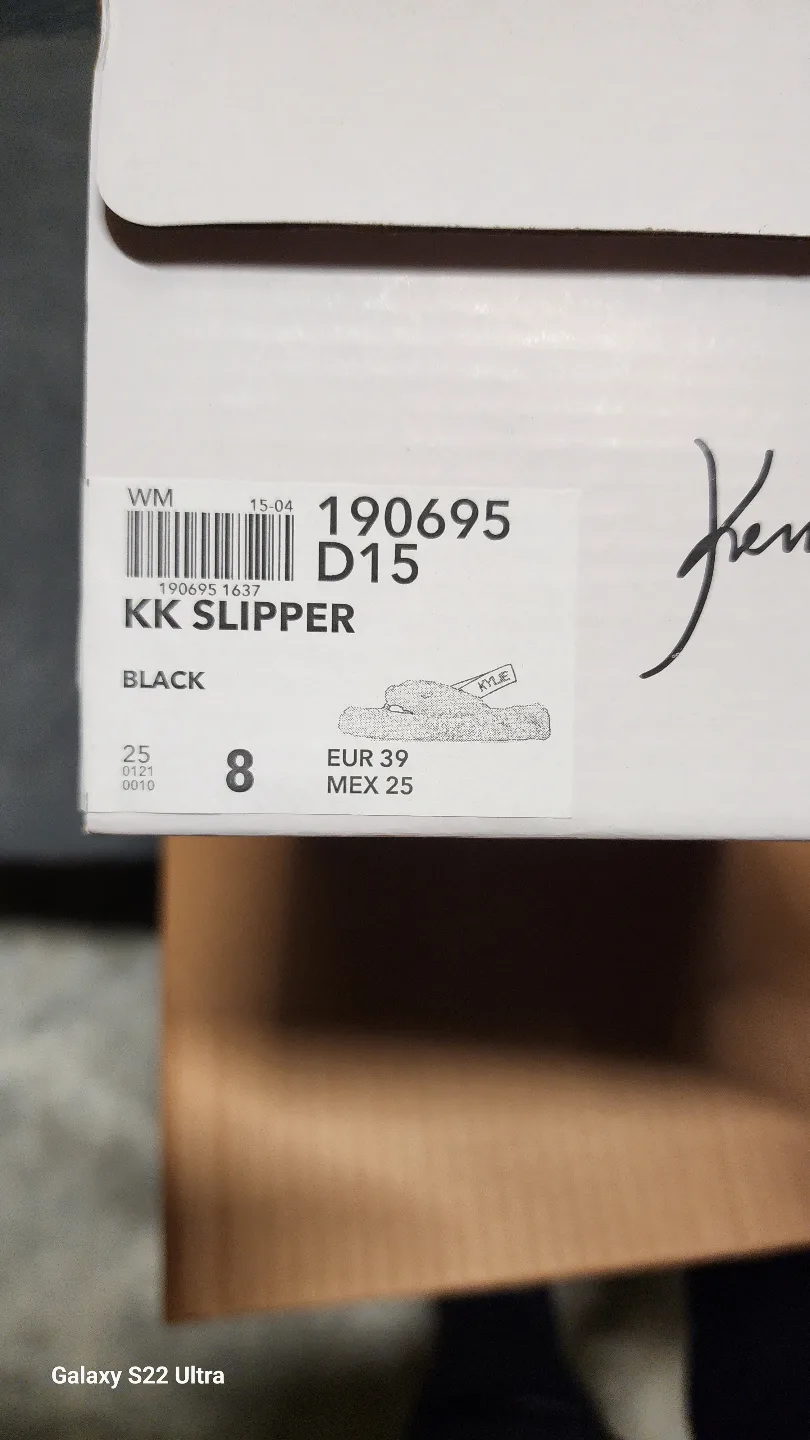 WM
15-04
190695
D15
190695 1637
KK SLIPPER
BLACK
KYLIE
25
0121
0010
8
EUR 39
MEX 25
Galaxy S22 Ultra